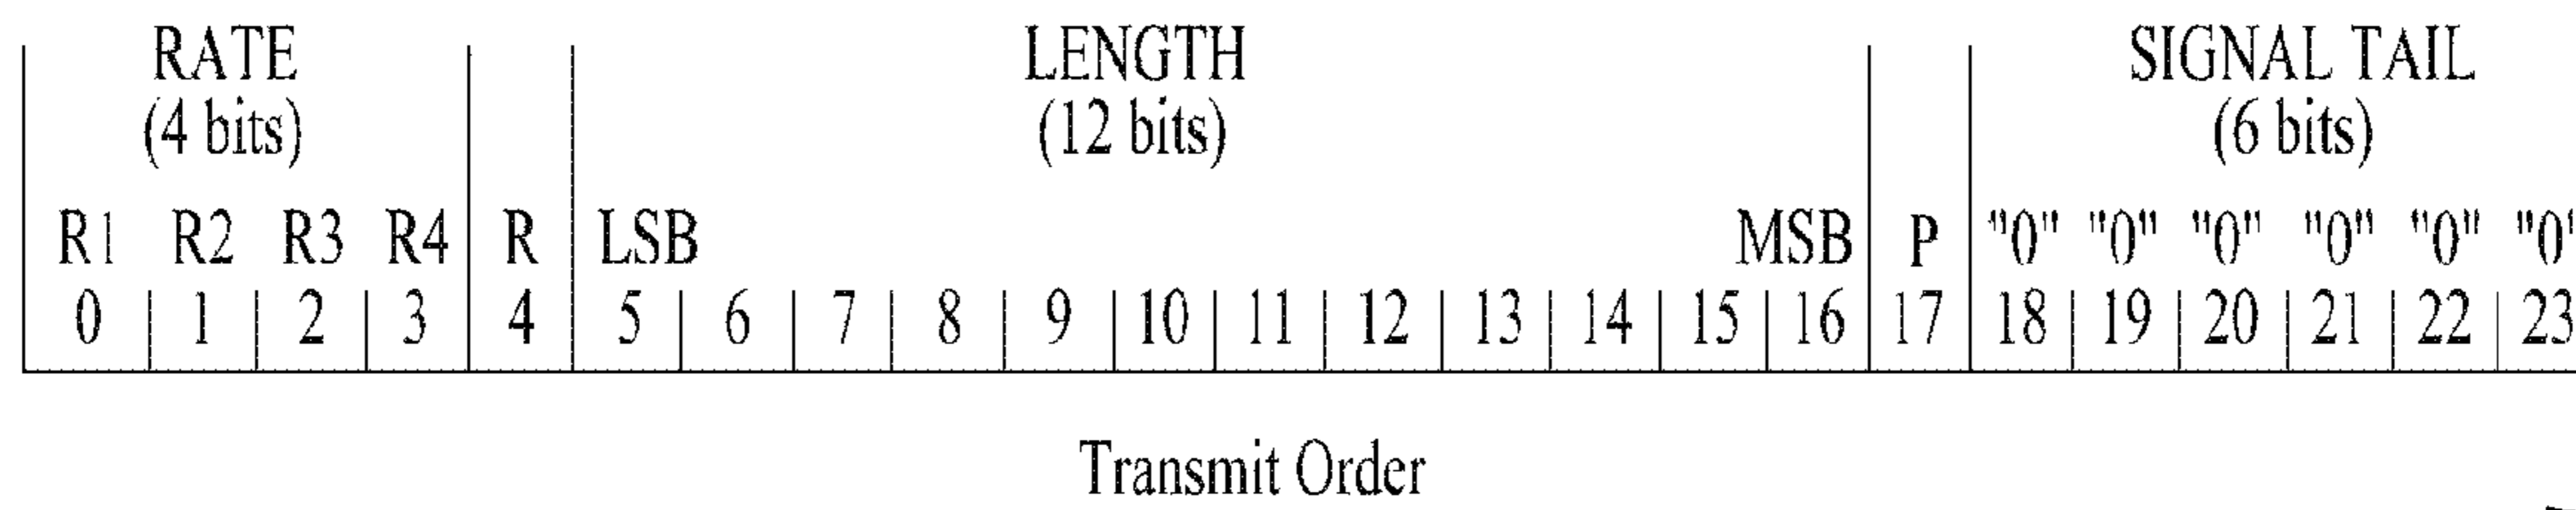 RATE LENGTH SIGNAL TAIL
(4 bits) (12 bits) (6 bits)
R1 R2 R3 R4 R LSB MSB P "0" "0" "0" "0" "0" "0"
0 1 2 3 4 5 6 7 8 9 10 11 12 13 14 15 16 17 18 19 20 21 22 23
Transmit Order